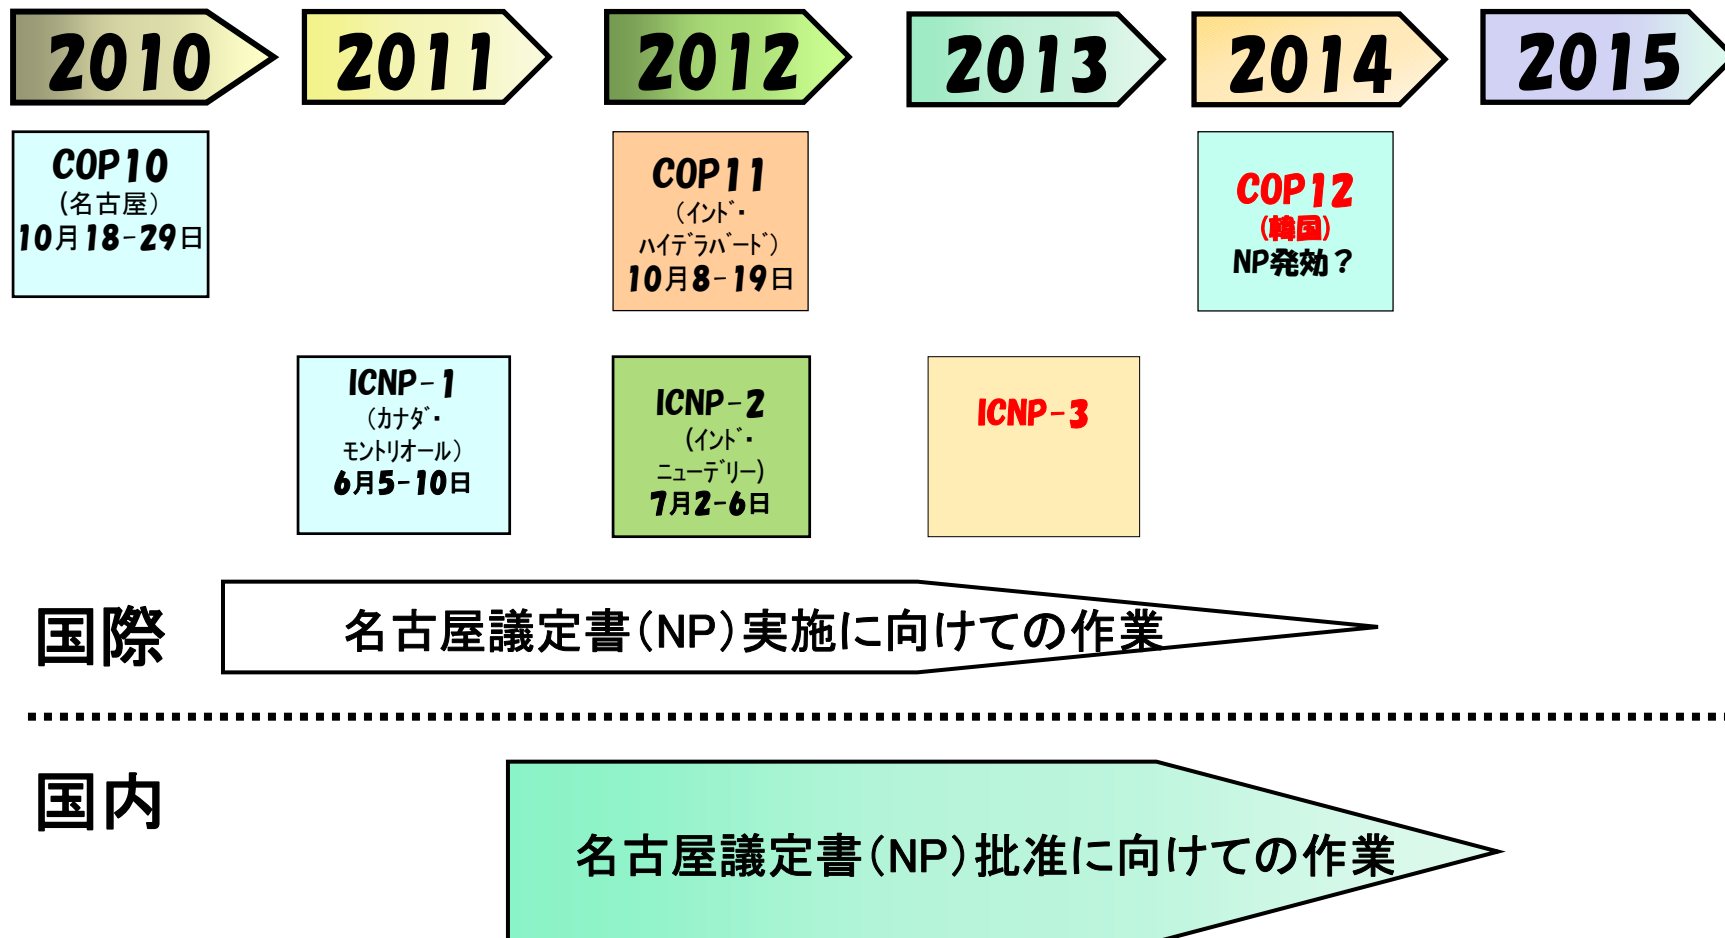 2010 2011 2012 2013 2014 2015
COP10
(名古屋)
10月18-29日
COP11
(ｲﾝﾄﾞ･
ﾊｲﾃﾞﾗﾊﾞｰﾄﾞ)
10月8-19日
COP12
(韓国)
NP発効？
ICNP-1
(ｶﾅﾀﾞ･
ﾓﾝﾄﾘｵｰﾙ)
6月5-10日
ICNP-2
(ｲﾝﾄﾞ･
ﾆｭｰﾃﾞﾘｰ)
7月2-6日
ICNP-3
国際
名古屋議定書(NP)実施に向けての作業
国内
名古屋議定書(NP)批准に向けての作業